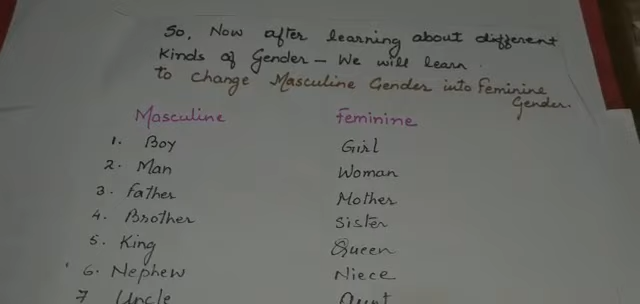 So, Now after learning about different
Kinds of Gender – We will learn
to change Masculine Gender into Feminine
Gender.
Masculine Feminine
1. Boy Girl
2. Man Woman
3. Father Mother
4. Brother Sister
5. King Queen
6. Nephew Niece
7 Uncle Aunt